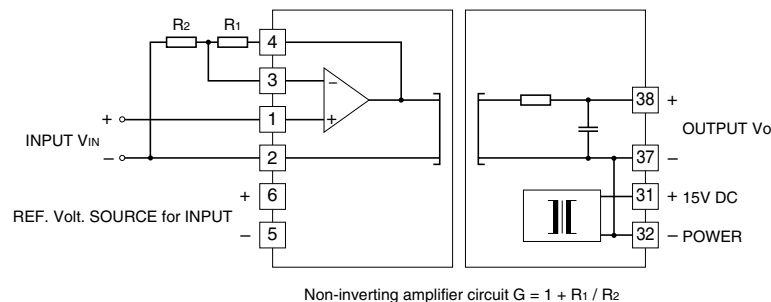 R2 R1
4
3
−
1
+
+
INPUT VIN
−
2
+
6
REF. Volt. SOURCE for INPUT
−
5
38 +
OUTPUT Vo
37 −
31 + 15V DC
32 − POWER
Non-inverting amplifier circuit G = 1 + R1 / R2